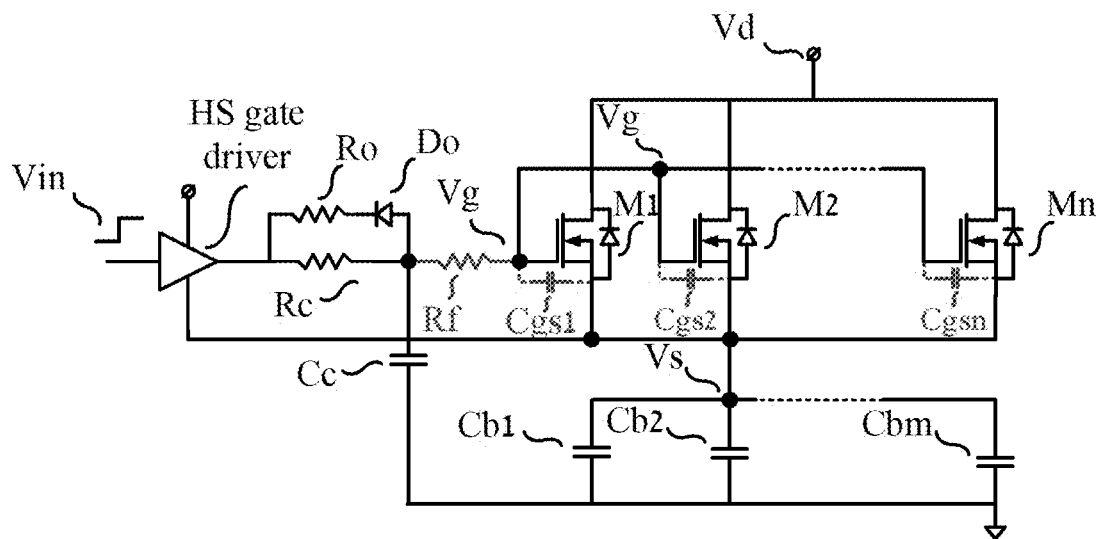 Vd
HS gate
driver
Ro
Do
Vg
Vin
Vg
M1
M2
Mn
Rc
Rf
Cgs1
Cgs2
Cgsn
Cc
Vs
Cb1
Cb2
Cbm